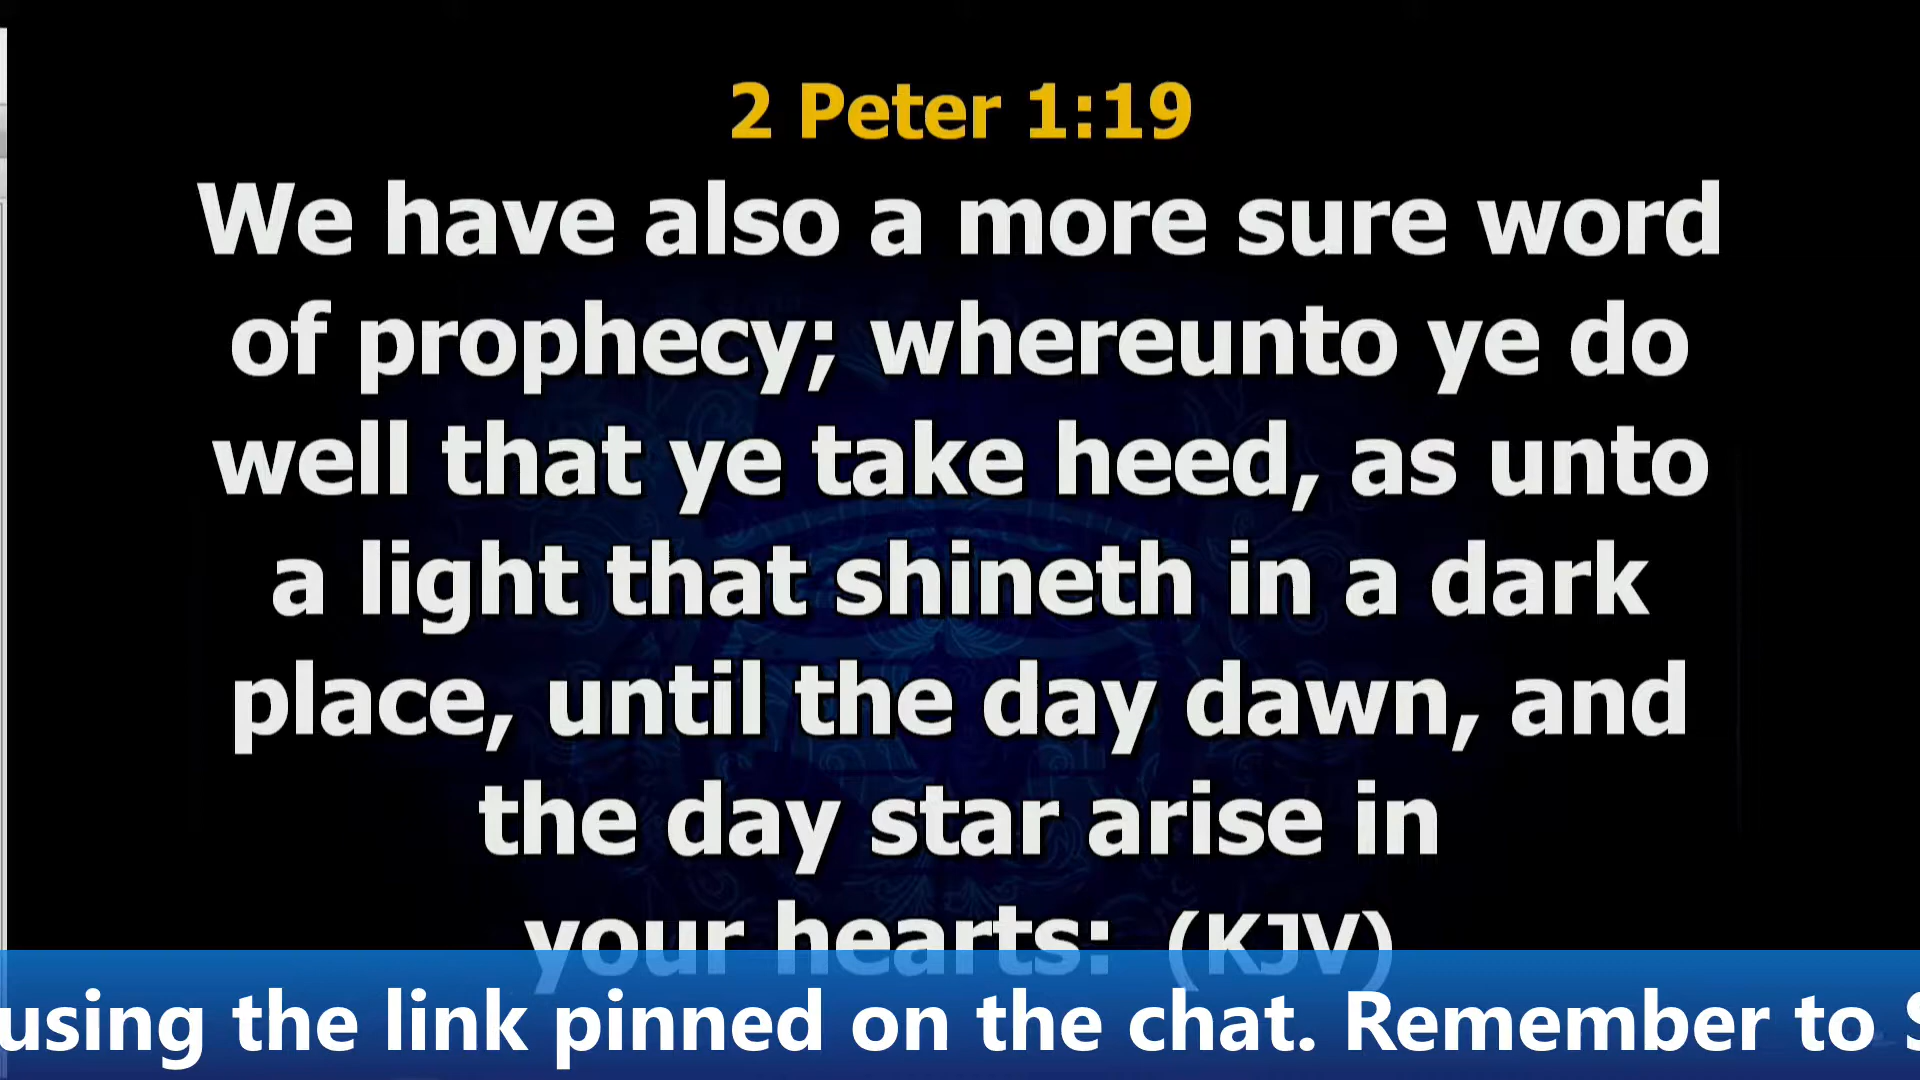 2 Peter 1:19
We have also a more sure word
of prophecy; whereunto ye do
well that ye take heed, as unto
a light that shineth in a dark
place, until the day dawn, and
the day star arise in
your hearts: (KJV)
using the link pinned on the chat. Remember to S